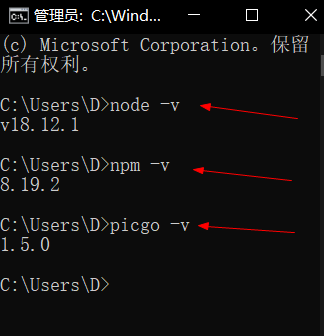 管理员: C:\Wind...
(c) Microsoft Corporation。保留
所有权利。
C:\Users\D>node -v
v18.12.1
C:\Users\D>npm -v
8.19.2
C:\Users\D>picgo -v
1.5.0
C:\Users\D>